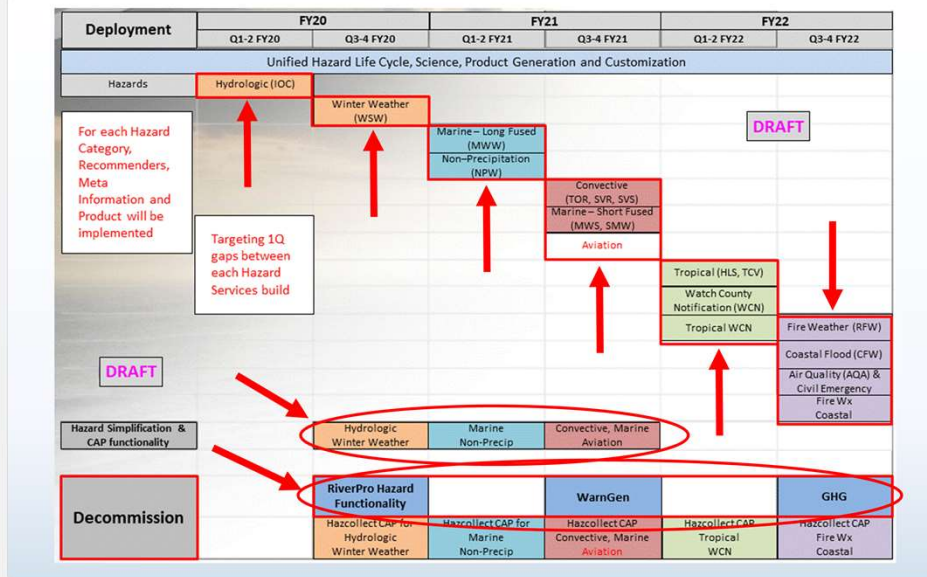 Deployment
FY20
FY21
FY22
Q1-2 FY20
Q3-4 FY20
Q1-2 FY21
Q3-4 FY21
Q1-2 FY22
Q3-4 FY22
Unified Hazard Life Cycle, Science, Product Generation and Customization
Hazards
Hydrologic (IOC)
Winter Weather
(WSW)
Marine – Long Fused
(MWW)
Non–Precipitation
(NPW)
DRAFT
For each Hazard
Category,
Recommenders,
Meta
Information and
Product will be
implemented
Convective
(TOR, SVR, SVS)
Marine – Short Fused
(MWS, SMW)
Aviation
Targeting 1Q
gaps between
each Hazard
Services build
Tropical (HLS, TCV)
Watch County
Notification (WCN)
Tropical WCN
Fire Weather (RFW)
Coastal Flood (CFW)
Air Quality (AQA) &
Civil Emergency
Fire Wx
Coastal
DRAFT
Hazard Simplification &
CAP functionality
Hydrologic
Winter Weather
Marine
Non-Precip
Convective, Marine
Aviation
Decommission
RiverPro Hazard
Functionality
WarnGen
GHG
Hazcollect CAP for
Hydrologic
Winter Weather
Hazcollect CAP for
Marine
Non-Precip
Hazcollect CAP
Convective, Marine
Aviation
Hazcollect CAP
Tropical
WCN
Hazcollect CAP
Fire Wx
Coastal